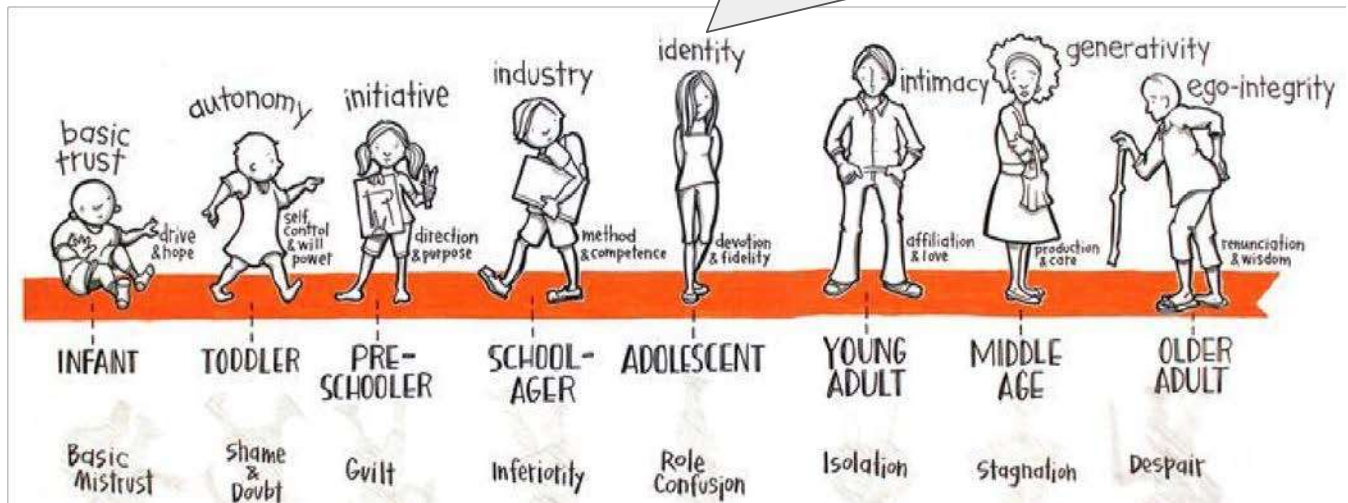 basic
trust
drive
& hope
autonomy
self
control
& will
power
initiative
direction
& purpose
industry
method
& competence
identity
devotion
& fidelity
intimacy
affiliation
& love
generativity
production
& care
ego-integrity
renunciation
& wisdom
INFANT
TODDLER
PRE-
SCHOOLER
SCHOOL-
AGER
ADOLESCENT
YOUNG
ADULT
MIDDLE
AGE
OLDER
ADULT
Basic
Mistrust
Shame
&
Doubt
Guilt
Inferiotity
Role
Confusion
Isolation
Stagnation
Despair